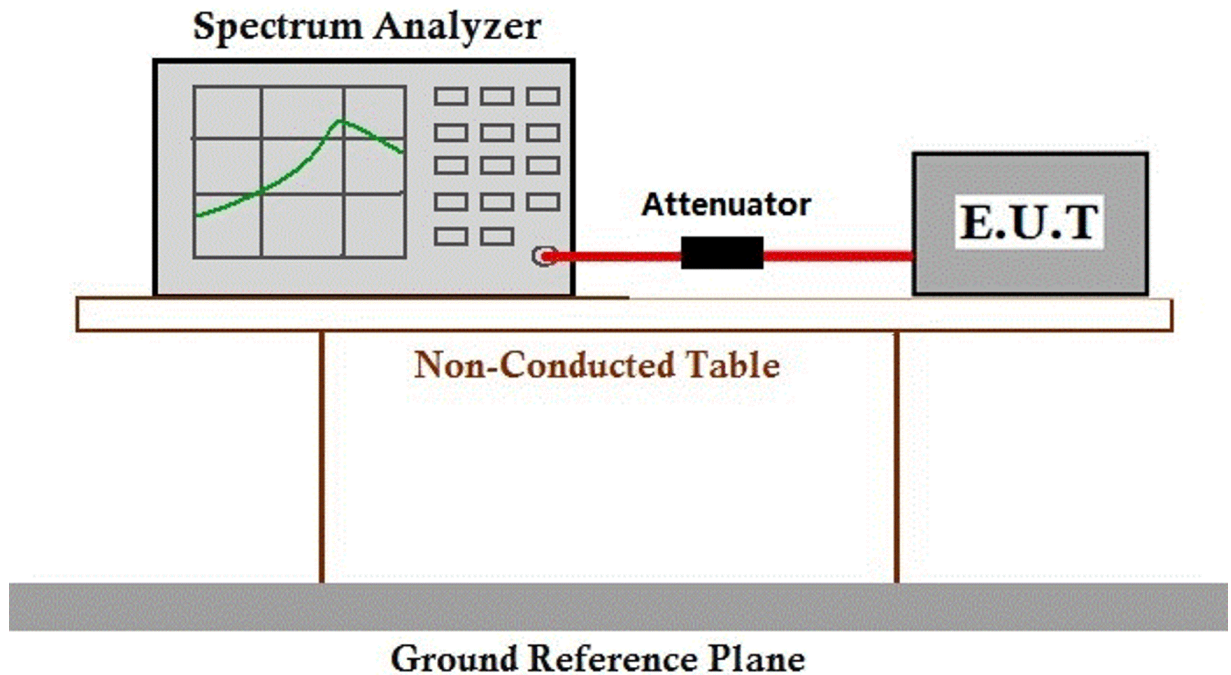 Spectrum Analyzer
Attenuator
E.U.T
Non-Conducted Table
Ground Reference Plane